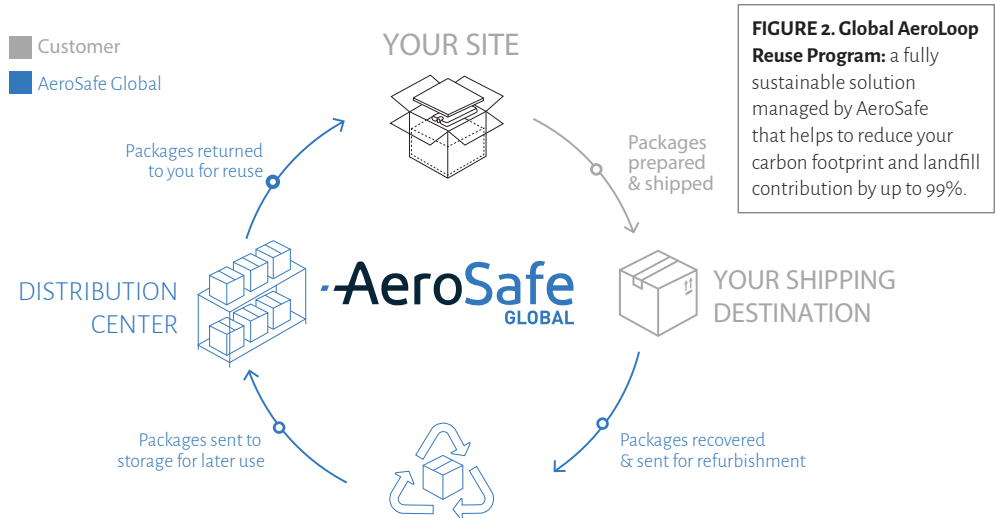 Customer
AeroSafe Global
YOUR SITE
FIGURE 2. Global AeroLoop
Reuse Program: a fully
sustainable solution
managed by AeroSafe
that helps to reduce your
carbon footprint and landfill
contribution by up to 99%.
Packages returned
to you for reuse
Packages
prepared
& shipped
DISTRIBUTION
CENTER
AeroSafe
GLOBAL
YOUR SHIPPING
DESTINATION
Packages sent to
storage for later use
Packages recovered
& sent for refurbishment